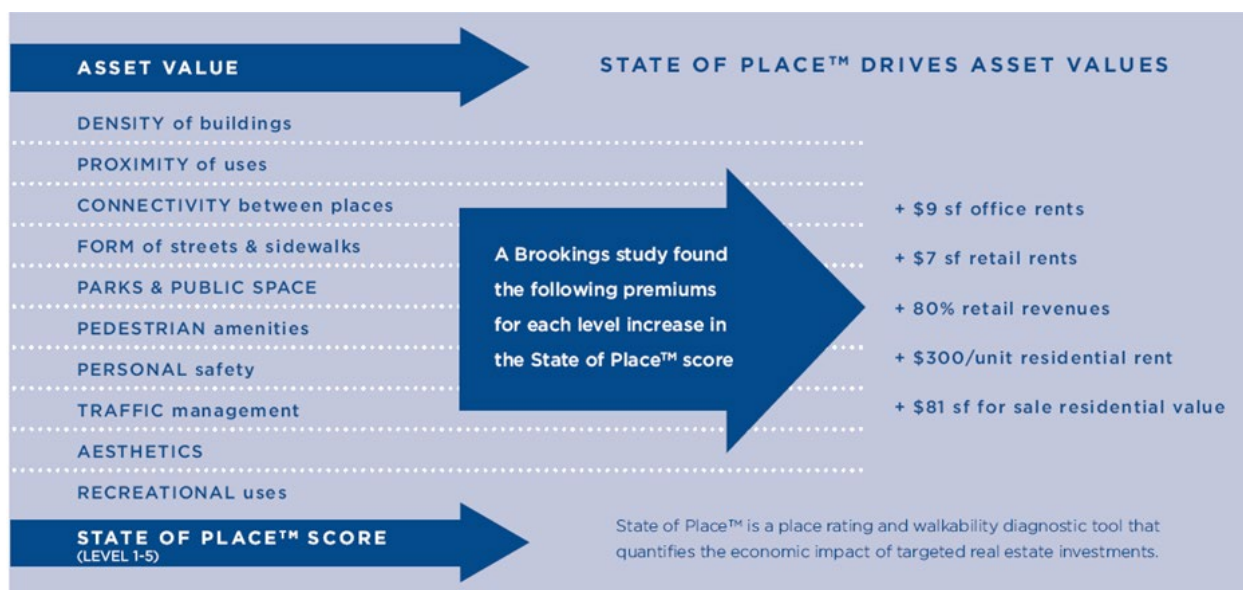 ASSET VALUE
STATE OF PLACE™ DRIVES ASSET VALUES
DENSITY of buildings
PROXIMITY of uses
CONNECTIVITY between places
FORM of streets & sidewalks
PARKS & PUBLIC SPACE
PEDESTRIAN amenities
PERSONAL safety
TRAFFIC management
AESTHETICS
RECREATIONAL uses
A Brookings study found
the following premiums
for each level increase in
the State of Place™ score
+ $9 sf office rents
+ $7 sf retail rents
+ 80% retail revenues
+ $300/unit residential rent
+ $81 sf for sale residential value
STATE OF PLACE™ SCORE
(LEVEL 1-5)
State of Place™ is a place rating and walkability diagnostic tool that
quantifies the economic impact of targeted real estate investments.